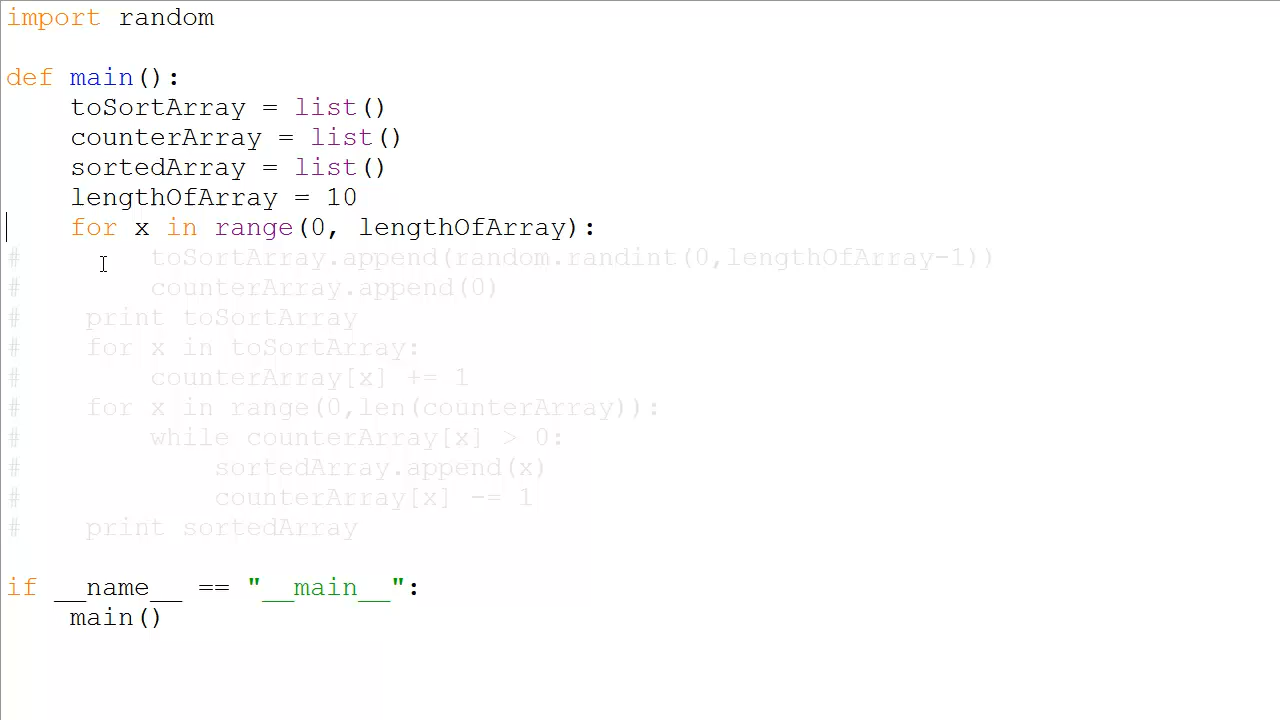 import random
def main():
    toSortArray = list()
    counterArray = list()
    sortedArray = list()
    lengthOfArray = 10
    for x in range(0, lengthOfArray):
#        toSortArray.append(random.randint(0,lengthOfArray-1))
#        counterArray.append(0)
#    print toSortArray
#    for x in toSortArray:
#        counterArray[x] += 1
#    for x in range(0,len(counterArray)):
#        while counterArray[x] > 0:
#            sortedArray.append(x)
#            counterArray[x] -= 1
#    print sortedArray
if __name__ == "__main__":
    main()